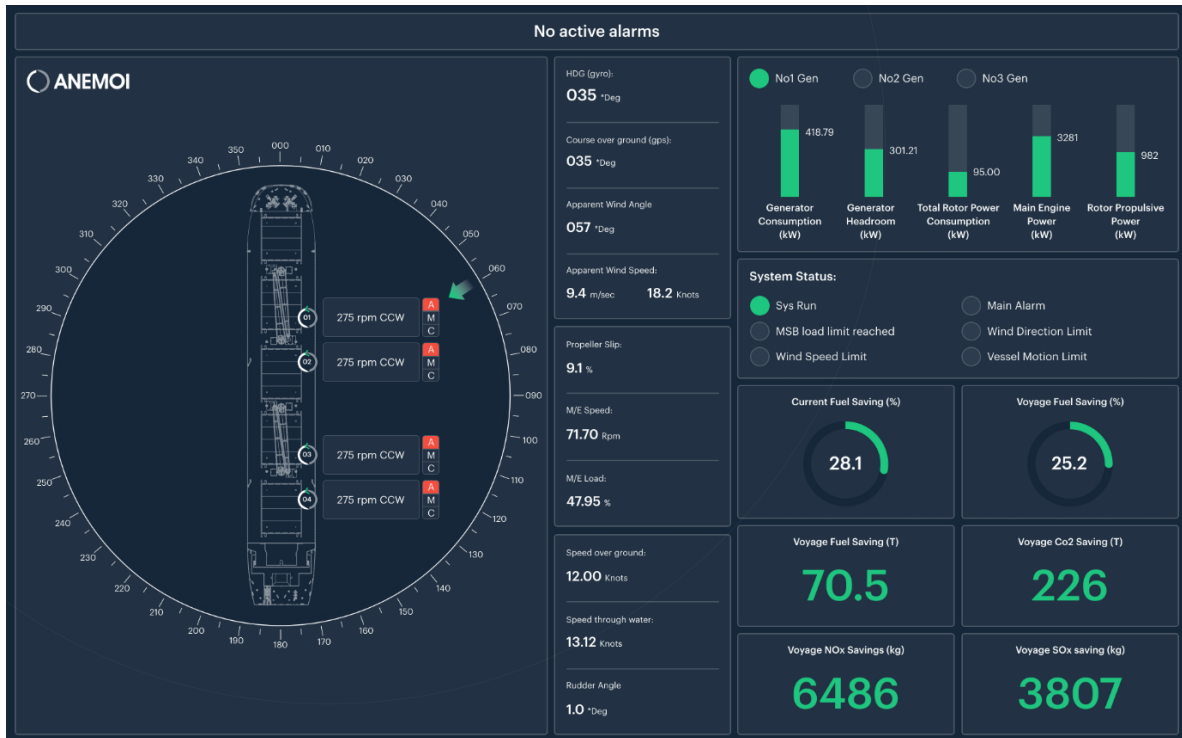 No active alarms
ANEMOI
000
010
020
030
040
050
060
070
080
090
100
110
120
130
140
150
160
170
180
190
200
210
220
230
240
250
260
270
280
290
300
310
320
330
340
350
01
275 rpm CCW
A
M
C
02
275 rpm CCW
A
M
C
03
275 rpm CCW
A
M
C
04
275 rpm CCW
A
M
C
HDG (gyro):
035 °Deg
Course over ground (gps):
035 °Deg
Apparent Wind Angle
057 °Deg
Apparent Wind Speed:
9.4 m/sec 18.2 Knots
Propeller Slip:
9.1 %
M/E Speed:
71.70 Rpm
M/E Load:
47.95 %
Speed over ground:
12.00 Knots
Speed through water:
13.12 Knots
Rudder Angle
1.0 °Deg
No1 Gen No2 Gen No3 Gen
418.79
Generator
Consumption
(kW)
301.21
Generator
Headroom
(kW)
95.00
Total Rotor Power
Consumption
(kW)
3281
Main Engine
Power
(kW)
982
Rotor Propulsive
Power
(kW)
System Status:
Sys Run
Main Alarm
MSB load limit reached
Wind Direction Limit
Wind Speed Limit
Vessel Motion Limit
Current Fuel Saving (%)
28.1
Voyage Fuel Saving (%)
25.2
Voyage Fuel Saving (T)
70.5
Voyage Co2 Saving (T)
226
Voyage NOx Savings (kg)
6486
Voyage SOx saving (kg)
3807